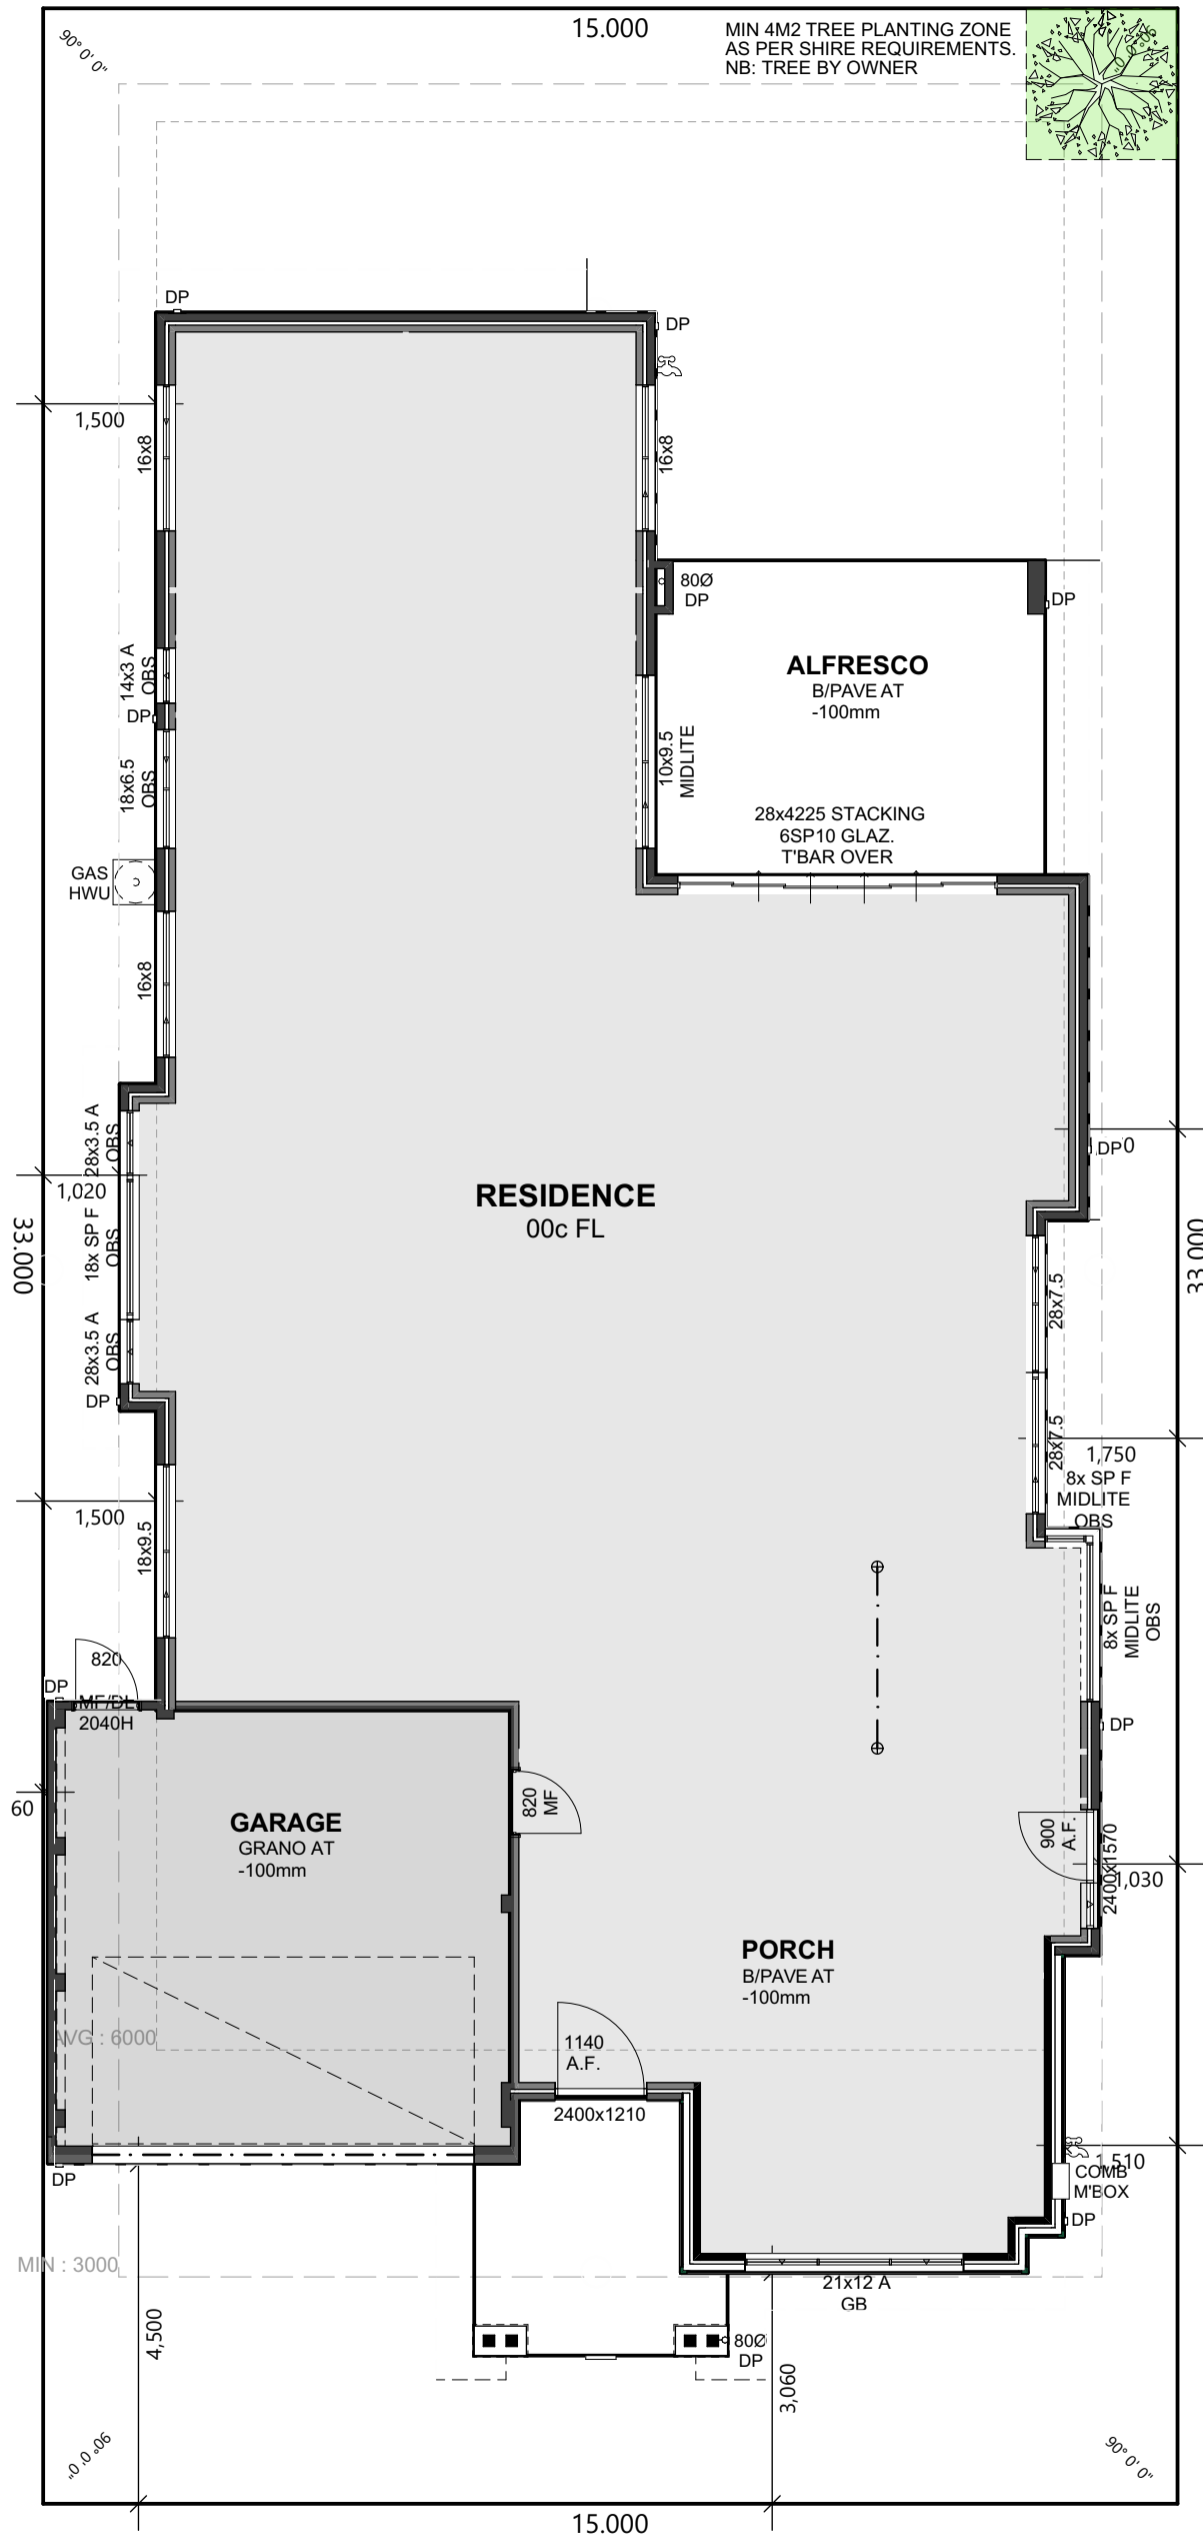 15.000
MIN 4M2 TREE PLANTING ZONE
AS PER SHIRE REQUIREMENTS.
NB: TREE BY OWNER
90° 0' 0"
DP
DP
1,500
16x8
16x8
80Ø
DP
DP
ALFRESCO
B/PAVE AT
-100mm
14x3 A
OBS
DP
18x6.5
OBS
10x9.5
MIDLITE
28x4225 STACKING
6SP10 GLAZ.
T'BAR OVER
GAS
HWU
16x8
28x3.5 A
OBS
DP
0
1,020
RESIDENCE
00c FL
18x SP F
OBS
33.000
33.000
28x7.5
28x3.5 A
OBS
DP
28x7.5
1,750
8x SP F
MIDLITE
OBS
1,500
18x9.5
8x SP F
MIDLITE
OBS
820
DP
MF/DL
2040H
DP
60
820
MF
GARAGE
GRANO AT
-100mm
900
A.F.
2400x1570
1,030
PORCH
B/PAVE AT
-100mm
AVG : 6000
1140
A.F.
2400x1210
DP
1,510
COMB
M'BOX
DP
MIN : 3000
21x12 A
GB
4,500
80Ø
DP
3,060
90° 0' 0"
90° 0' 0"
15.000